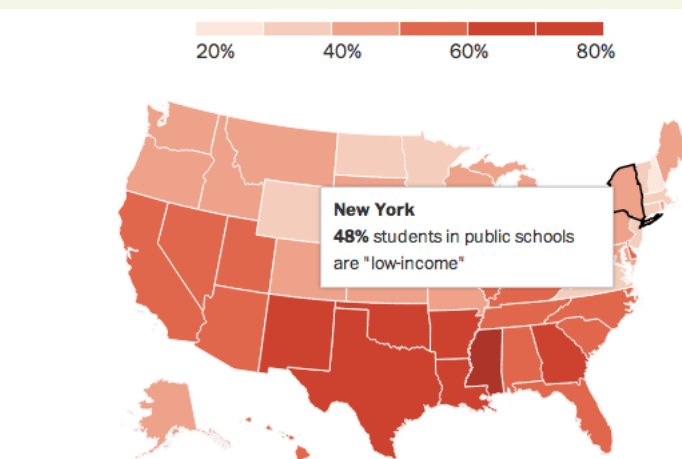 20% 40% 60% 80%
New York
48% students in public schools
are "low-income"